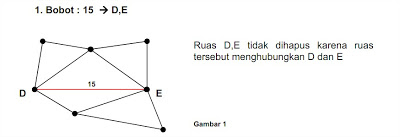 1. Bobot : 15 → D,E
Ruas D,E tidak dihapus karena ruas
tersebut menghubungkan D dan E
15
D
E
Gambar 1